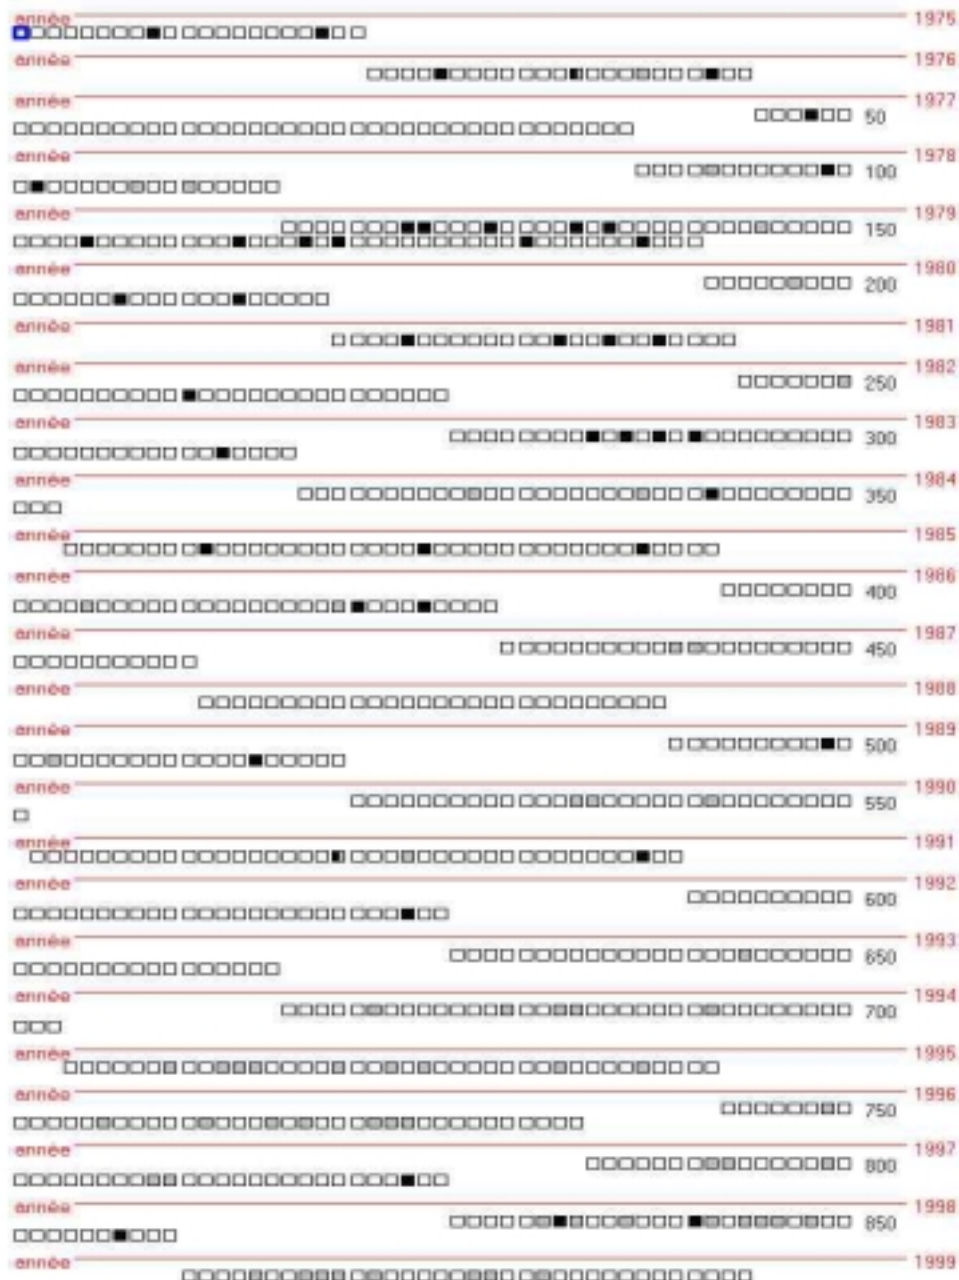 année 1975
année 1976
année 1977
50
année 1978
100
année 1979
150
année 1980
200
année 1981
année 1982
250
année 1983
300
année 1984
350
année 1985
année 1986
400
année 1987
450
année 1988
année 1989
500
année 1990
550
année 1991
année 1992
600
année 1993
650
année 1994
700
année 1995
année 1996
750
année 1997
800
année 1998
850
année 1999